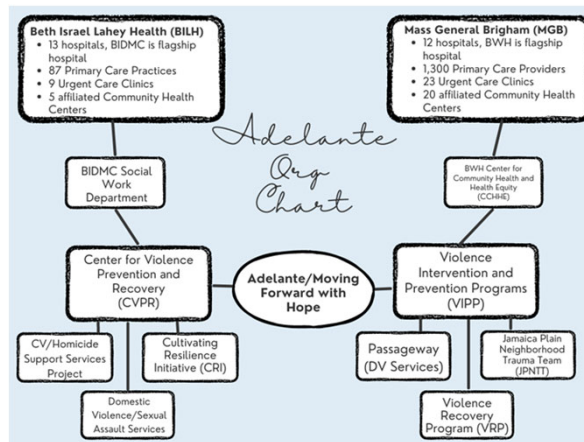 Beth Israel Lahey Health (BILH)
• 13 hospitals, BIDMC is flagship
hospital
• 87 Primary Care Practices
• 9 Urgent Care Clinics
• 5 affiliated Community Health
Centers
Mass General Brigham (MGB)
• 12 hospitals, BWH is flagship
hospital
• 1,300 Primary Care Providers
• 23 Urgent Care Clinics
• 20 affiliated Community Health
Centers
Adelante
Org
Chart
BIDMC Social
Work
Department
BWH Center for
Community Health and
Health Equity
(CCHHE)
Center for Violence
Prevention and
Recovery
(CVPR)
Adelante/Moving
Forward with
Hope
Violence
Intervention and
Prevention Programs
(VIPP)
CV/Homicide
Support Services
Project
Cultivating
Resilience
Initiative (CRI)
Domestic
Violence/Sexual
Assault Services
Passageway
(DV Services)
Jamaica Plain
Neighborhood
Trauma Team
(JPNTT)
Violence
Recovery
Program (VRP)